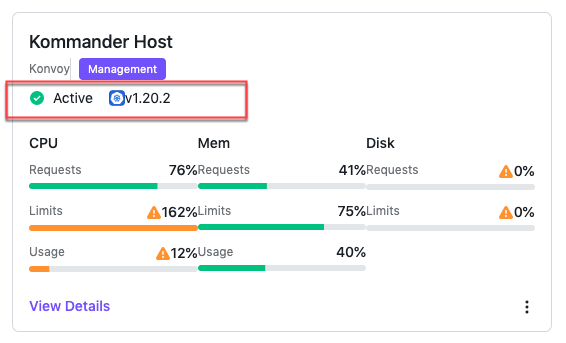 Kommander Host
Konvoy Management
Active v1.20.2
CPU Mem Disk
Requests 76% Requests 41% Requests 0%
Limits 162% Limits 75% Limits 0%
Usage 12% Usage 40%
View Details